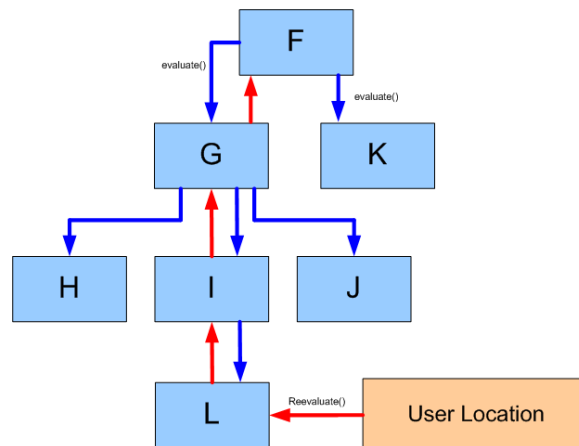 F
evaluate()
evaluate()
G
K
H
I
J
L
Reevaluate()
User Location